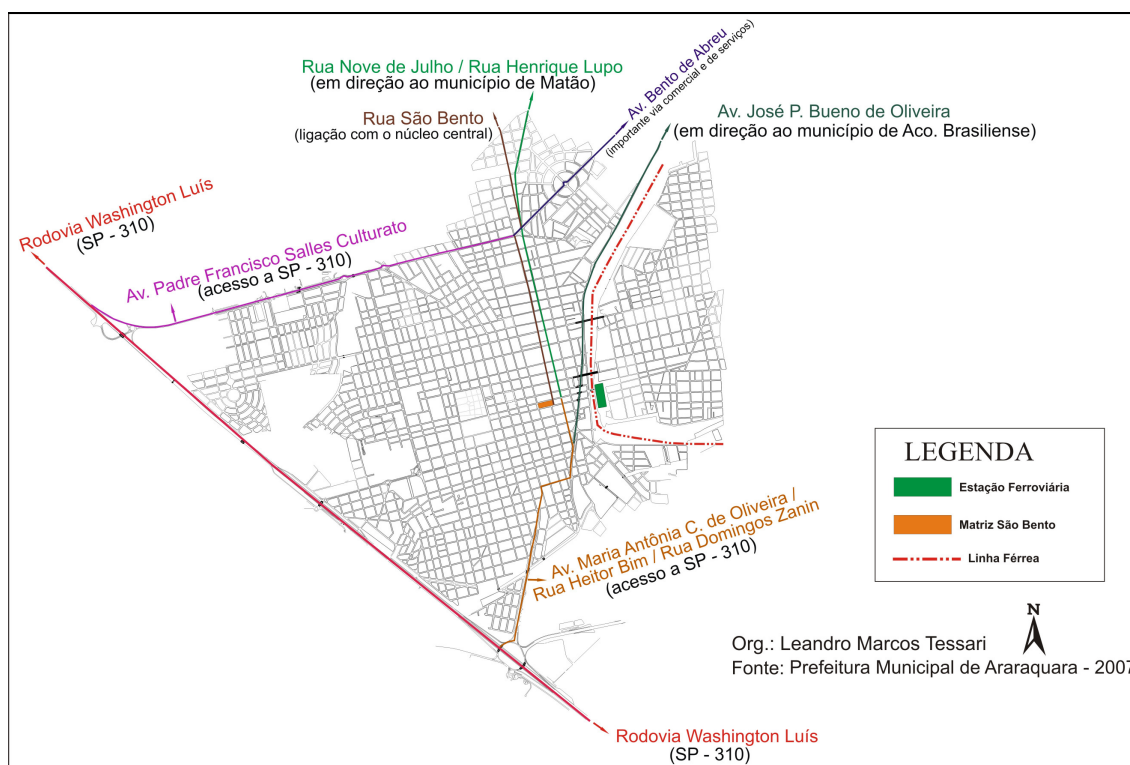 Rua Nove de Julho / Rua Henrique Lupo
(em direção ao município de Matão)
Rua São Bento
(ligação com o núcleo central)
Av. Bento de Abreu
(importante via comercial e de serviços)
Av. José P. Bueno de Oliveira
(em direção ao município de Aco. Brasiliense)
Rodovia Washington Luís
(SP - 310)
Av. Padre Francisco Salles Culturato
(acesso a SP - 310)
LEGENDA
Estação Ferroviária
Matriz São Bento
Linha Férrea
Av. Maria Antônia C. de Oliveira /
Rua Heitor Bim / Rua Domingos Zanin
(acesso a SP - 310)
N
Org.: Leandro Marcos Tessari
Fonte: Prefeitura Municipal de Araraquara - 2007
Rodovia Washington Luís
(SP - 310)